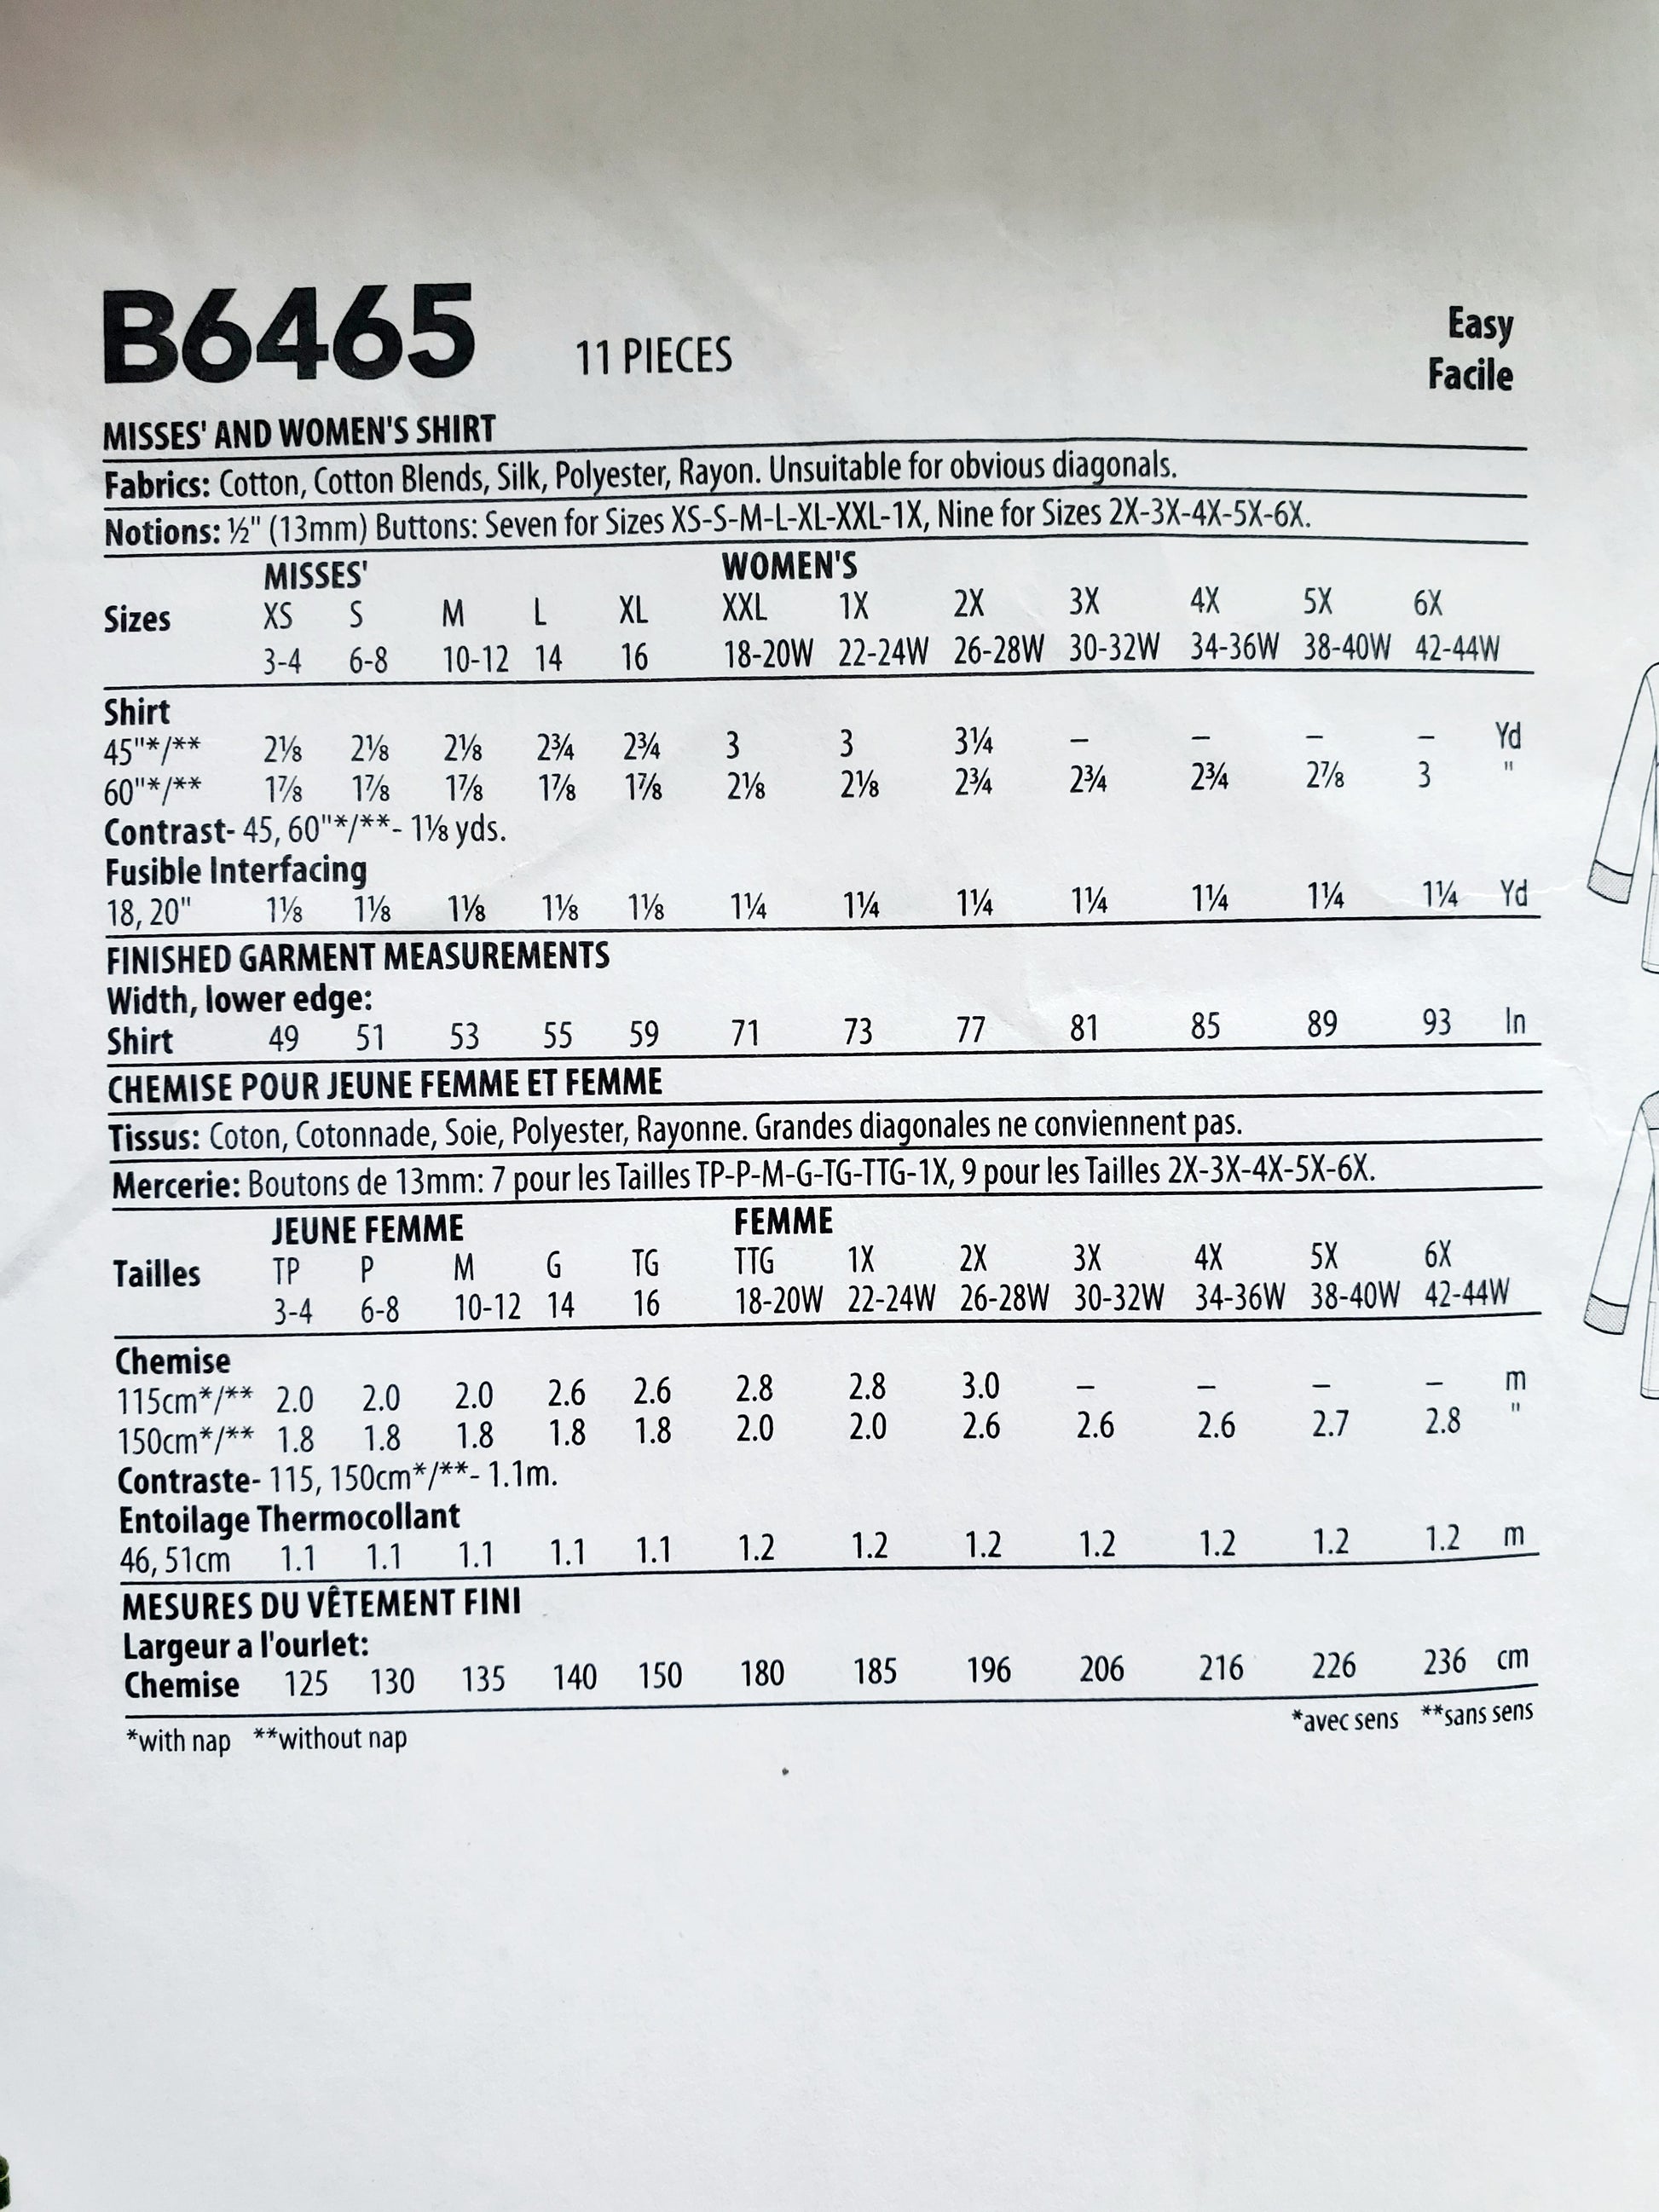 B6465 11 PIECES Easy
Facile
MISSES' AND WOMEN'S SHIRT
Fabrics: Cotton, Cotton Blends, Silk, Polyester, Rayon. Unsuitable for obvious diagonals.
Notions: ½" (13mm) Buttons: Seven for Sizes XS-S-M-L-XL-XXL-1X, Nine for Sizes 2X-3X-4X-5X-6X.
MISSES' WOMEN'S
Sizes XS S M L XL XXL 1X 2X 3X 4X 5X 6X
3-4 6-8 10-12 14 16 18-20W 22-24W 26-28W 30-32W 34-36W 38-40W 42-44W
Shirt
45"*/** 2⅛ 2⅛ 2⅛ 2¾ 2¾ 3 3 3¼ – – – – Yd
60"*/** 1⅞ 1⅞ 1⅞ 1⅞ 1⅞ 2⅛ 2⅛ 2¾ 2¾ 2¾ 2⅞ 3 "
Contrast- 45, 60"*/**- 1⅛ yds.
Fusible Interfacing
18, 20" 1⅛ 1⅛ 1⅛ 1⅛ 1⅛ 1¼ 1¼ 1¼ 1¼ 1¼ 1¼ 1¼ Yd
FINISHED GARMENT MEASUREMENTS
Width, lower edge:
Shirt 49 51 53 55 59 71 73 77 81 85 89 93 In
CHEMISE POUR JEUNE FEMME ET FEMME
Tissus: Coton, Cotonnade, Soie, Polyester, Rayonne. Grandes diagonales ne conviennent pas.
Mercerie: Boutons de 13mm: 7 pour les Tailles TP-P-M-G-TG-TTG-1X, 9 pour les Tailles 2X-3X-4X-5X-6X.
JEUNE FEMME FEMME
Tailles TP P M G TG TTG 1X 2X 3X 4X 5X 6X
3-4 6-8 10-12 14 16 18-20W 22-24W 26-28W 30-32W 34-36W 38-40W 42-44W
Chemise
115cm*/** 2.0 2.0 2.0 2.6 2.6 2.8 2.8 3.0 – – – – m
150cm*/** 1.8 1.8 1.8 1.8 1.8 2.0 2.0 2.6 2.6 2.6 2.7 2.8 "
Contraste- 115, 150cm*/**- 1.1m.
Entoilage Thermocollant
46, 51cm 1.1 1.1 1.1 1.1 1.1 1.2 1.2 1.2 1.2 1.2 1.2 1.2 m
MESURES DU VÊTEMENT FINI
Largeur a l'ourlet:
Chemise 125 130 135 140 150 180 185 196 206 216 226 236 cm
*with nap **without nap *avec sens **sans sens